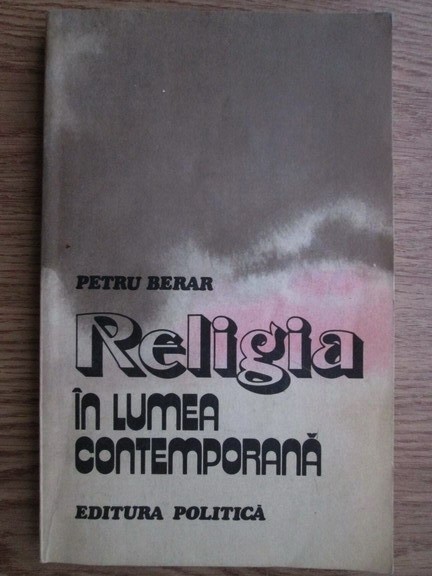 PETRU BERAR
Religia
ÎN LUMEA
CONTEMPORANĂ
EDITURA POLITICĂ